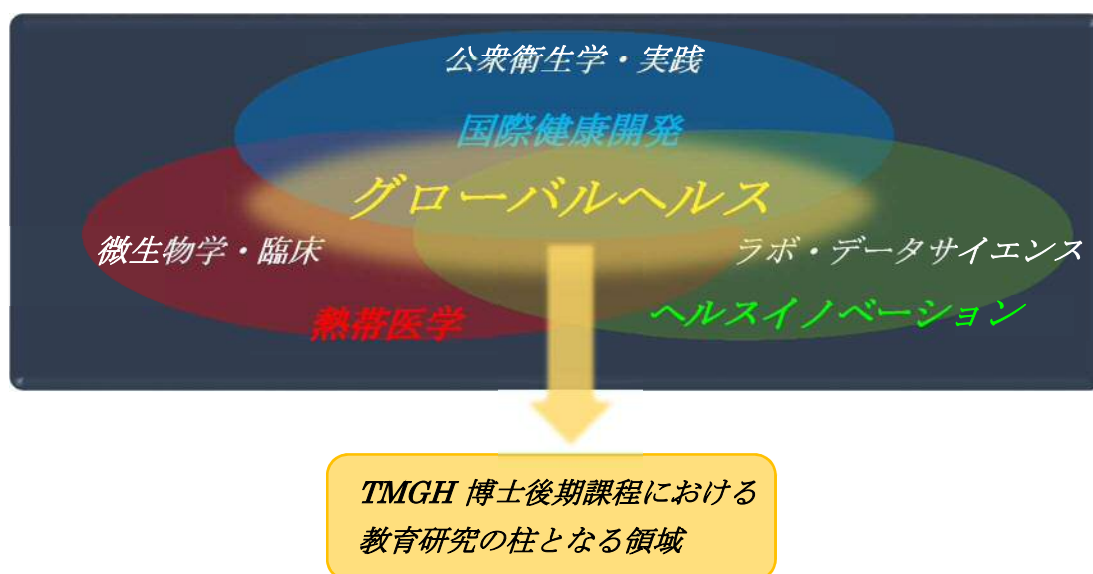 公衆衛生学・実践
国際健康開発
グローバルヘルス
微生物学・臨床
ラボ・データサイエンス
熱帯医学
ヘルスイノベーション
TMGH 博士後期課程における
教育研究の柱となる領域